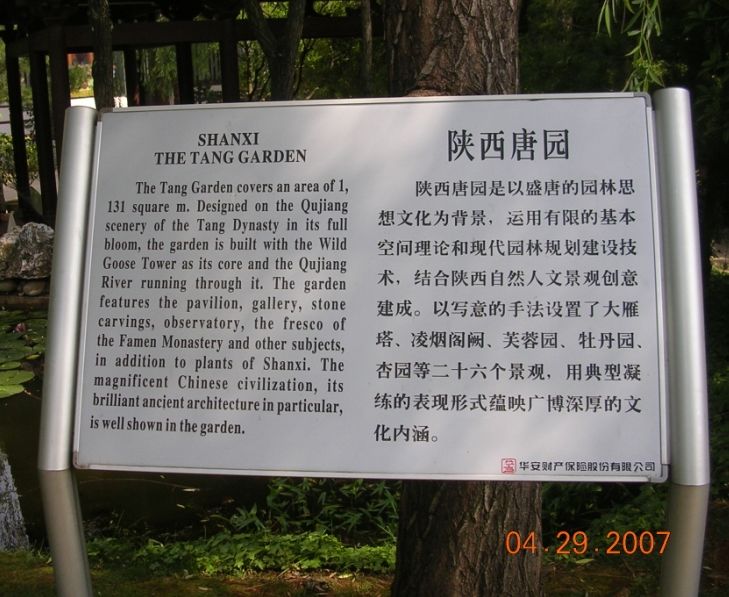 SHANXI
THE TANG GARDEN
The Tang Garden covers an area of 1,
131 square m. Designed on the Qujiang
scenery of the Tang Dynasty in its full
bloom, the garden is built with the Wild
Goose Tower as its core and the Qujiang
River running through it. The garden
features the pavilion, gallery, stone
carvings, observatory, the fresco of
the Famen Monastery and other subjects,
in addition to plants of Shanxi. The
magnificent Chinese civilization, its
brilliant ancient architecture in particular,
is well shown in the garden.
陕西唐园
陕西唐园是以盛唐的园林思
想文化为背景，运用有限的基本
空间理论和现代园林规划建设技
术，结合陕西自然人文景观创意
建成。以写意的手法设置了大雁
塔、凌烟阁阙、芙蓉园、牡丹园、
杏园等二十六个景观，用典型凝
练的表现形式蕴映广博深厚的文
化内涵。
华安财产保险股份有限公司
04.29.2007